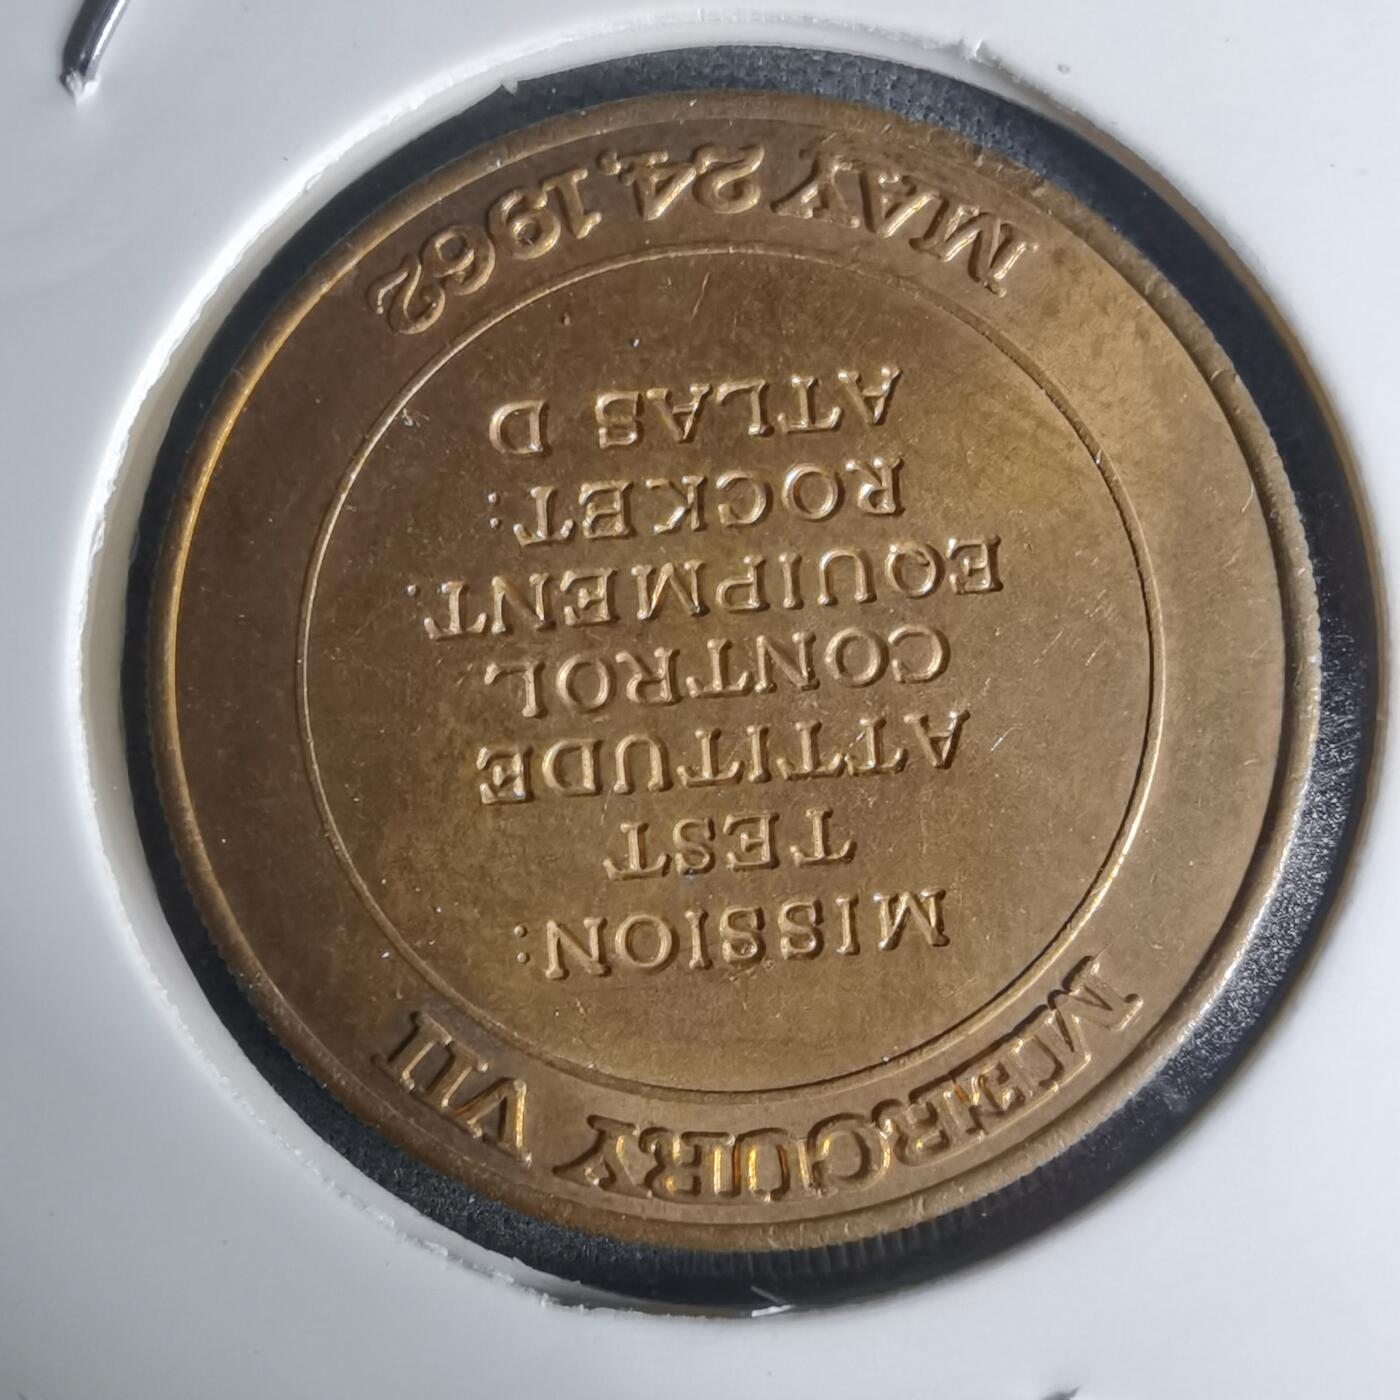 MERCURY VII
MISSION:
TEST
ATTITUDE
CONTROL
EQUIPMENT.
ROCKET:
ATLAS D
MAY 24, 1962